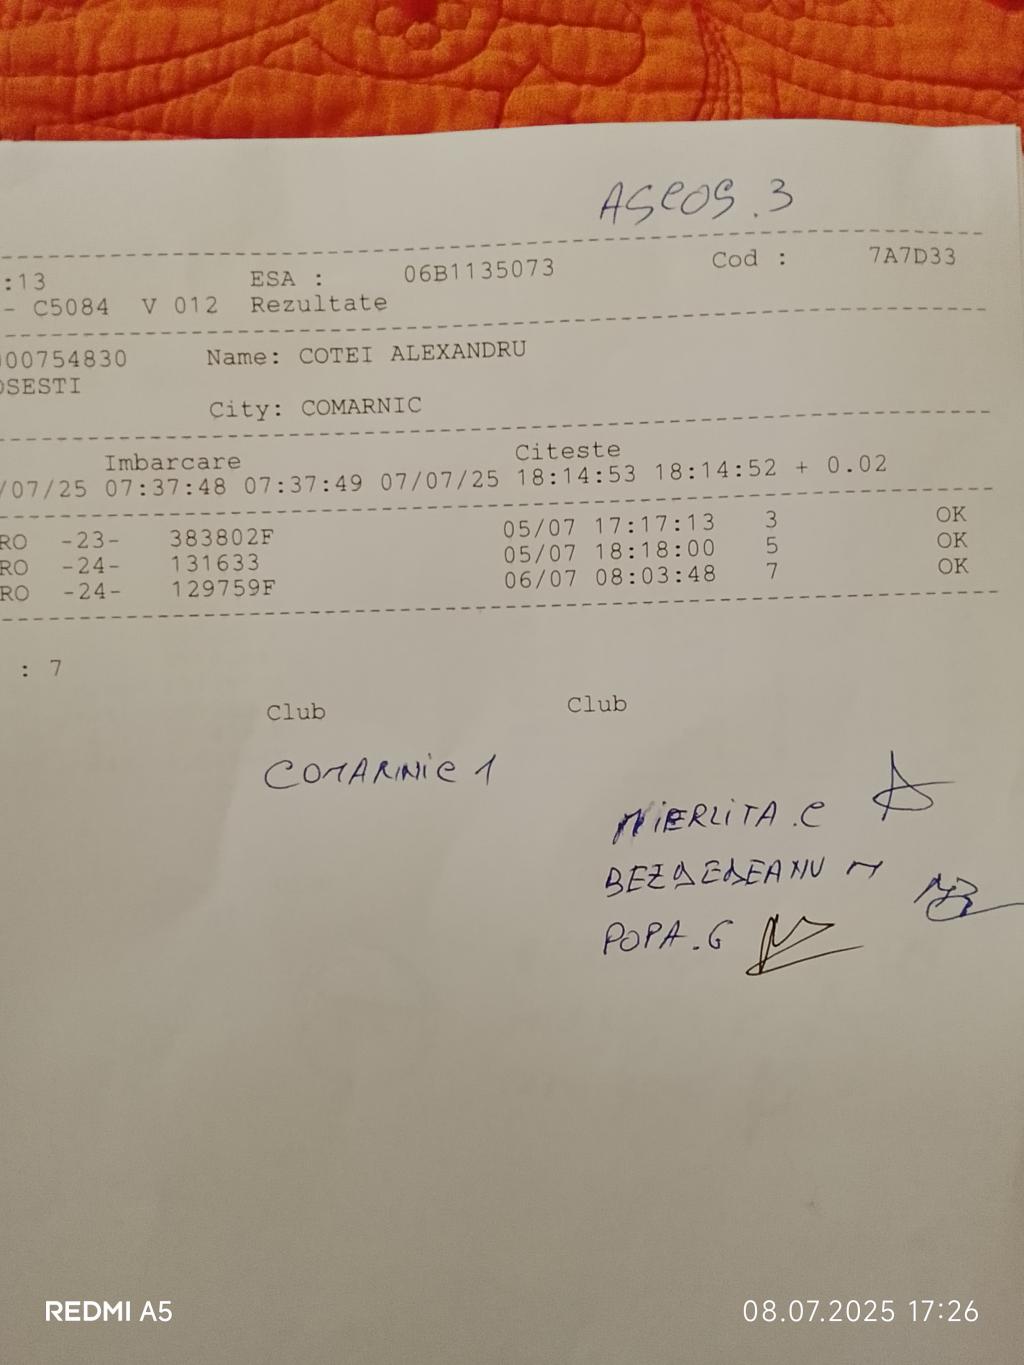 ASCOS.3
:13 ESA : 06B1135073 Cod : 7A7D33
- C5084 V 012 Rezultate
000754830 Name: COTEI ALEXANDRU
OSESTI
City: COMARNIC
Imbarcare Citeste
/07/25 07:37:48 07:37:49 07/07/25 18:14:53 18:14:52 + 0.02
RO -23- 383802F 05/07 17:17:13 3 OK
RO -24- 131633 05/07 18:18:00 5 OK
RO -24- 129759F 06/07 08:03:48 7 OK
: 7
Club Club
COMARNIC 1
MIERLITA .C
BEZDEDEANU M
POPA .G
REDMI A5 08.07.2025 17:26